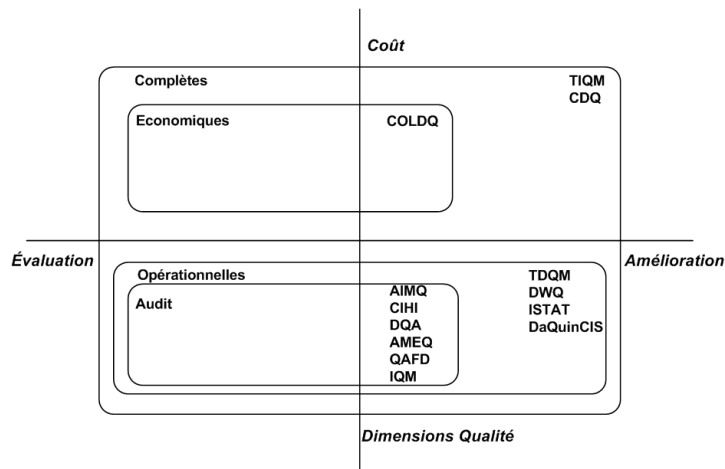 Coût
Complètes
TIQM
CDQ
Economiques
COLDQ
Évaluation
Amélioration
Opérationnelles
TDQM
DWQ
ISTAT
DaQuinCIS
Audit
AIMQ
CIHI
DQA
AMEQ
QAFD
IQM
Dimensions Qualité